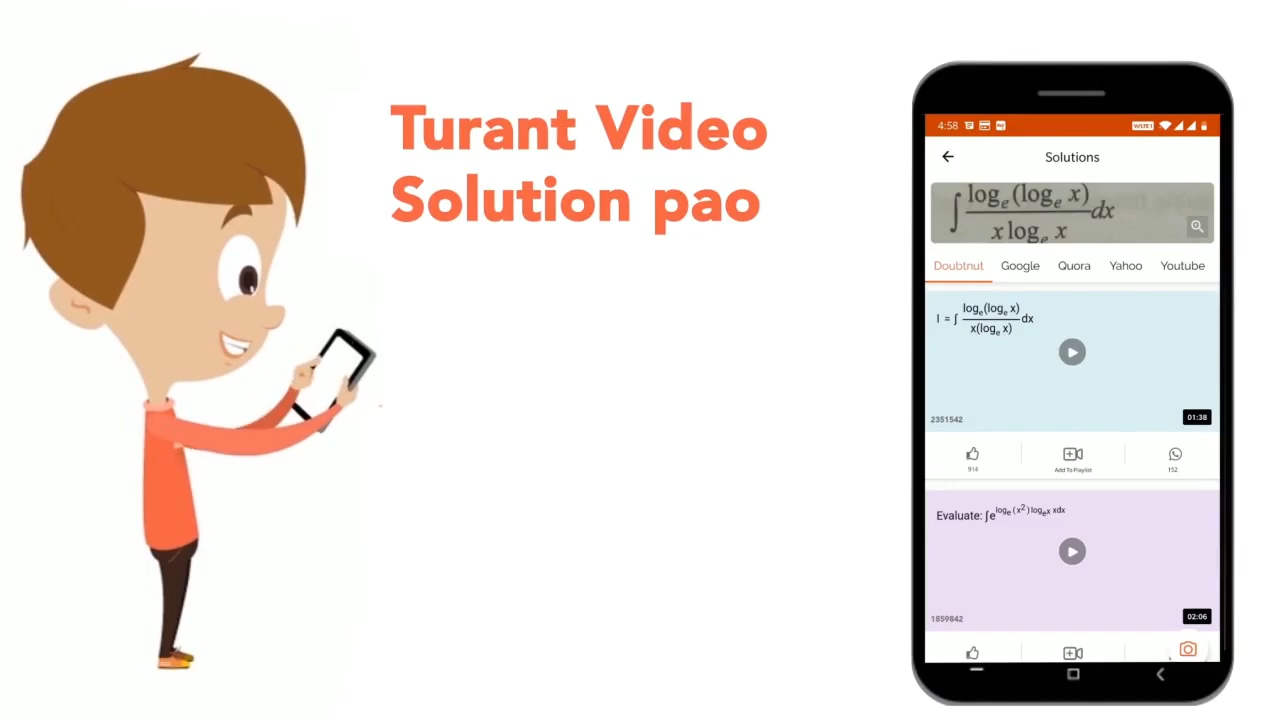 Turant Video
Solution pao
4:58
VoLTE1
Solutions
∫ logₑ(logₑ x) / x logₑ x dx
Doubtnut Google Quora Yahoo Youtube
I = ∫ logₑ(logₑ x) / x(logₑ x) dx
2351542 01:38
914 Add To Playlist 152
Evaluate: ∫e^logₑ(x²)logₑx xdx
1859842 02:06